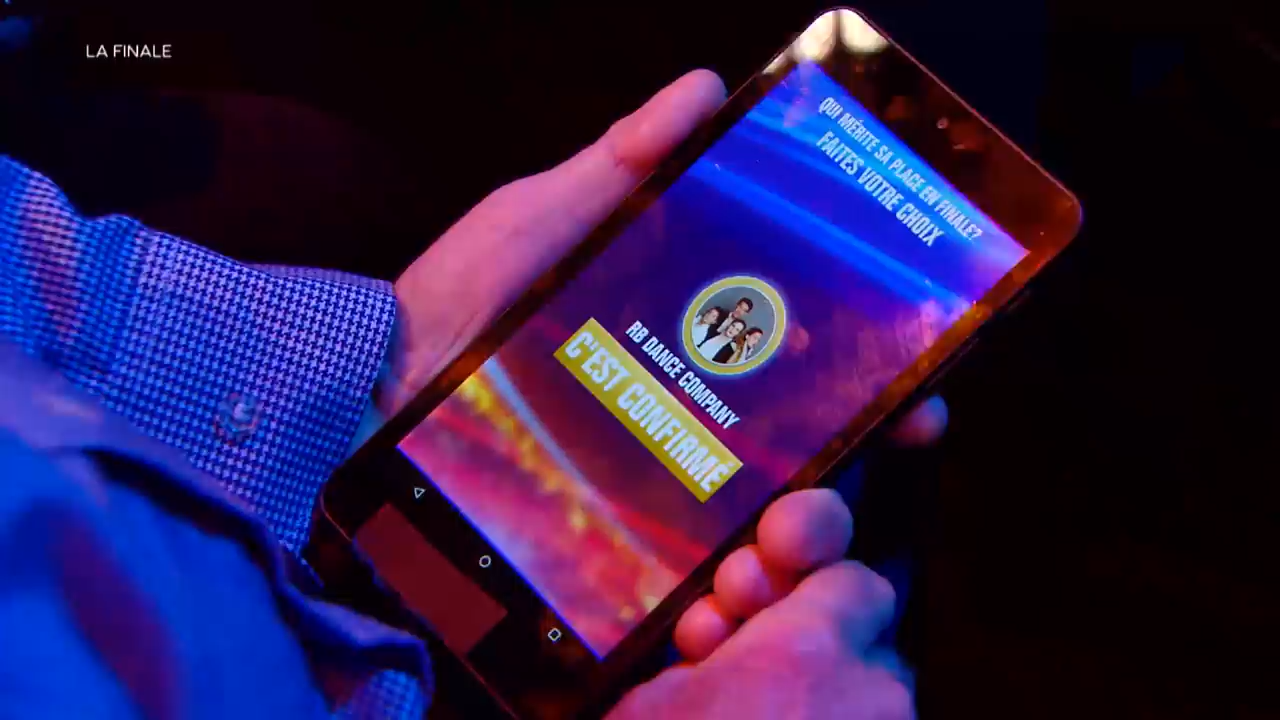 LA FINALE
QUI MÉRITE SA PLACE EN FINALE?
FAITES VOTRE CHOIX
RB DANCE COMPANY
C'EST CONFIRMÉ